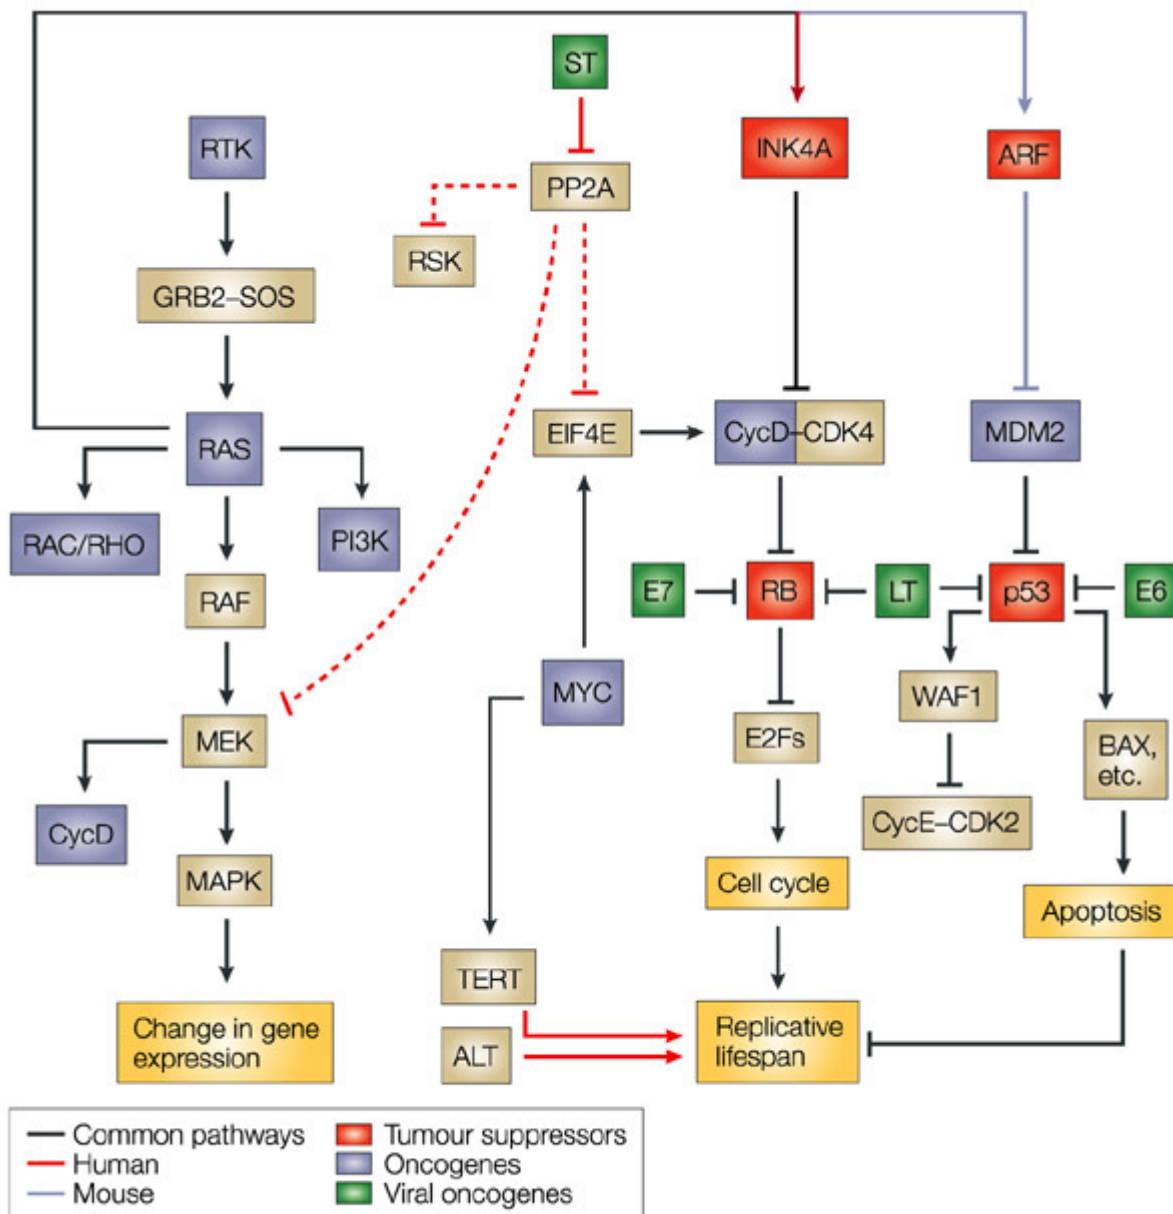 ST
RTK
INK4A
ARF
PP2A
RSK
GRB2–SOS
RAS
EIF4E
CycD–CDK4
MDM2
RAC/RHO
PI3K
RAF
E7
RB
LT
p53
E6
MYC
WAF1
MEK
E2Fs
BAX,
etc.
CycD
CycE–CDK2
MAPK
Cell cycle
Apoptosis
TERT
Change in gene
expression
ALT
Replicative
lifespan
Common pathways
Human
Mouse
Tumour suppressors
Oncogenes
Viral oncogenes